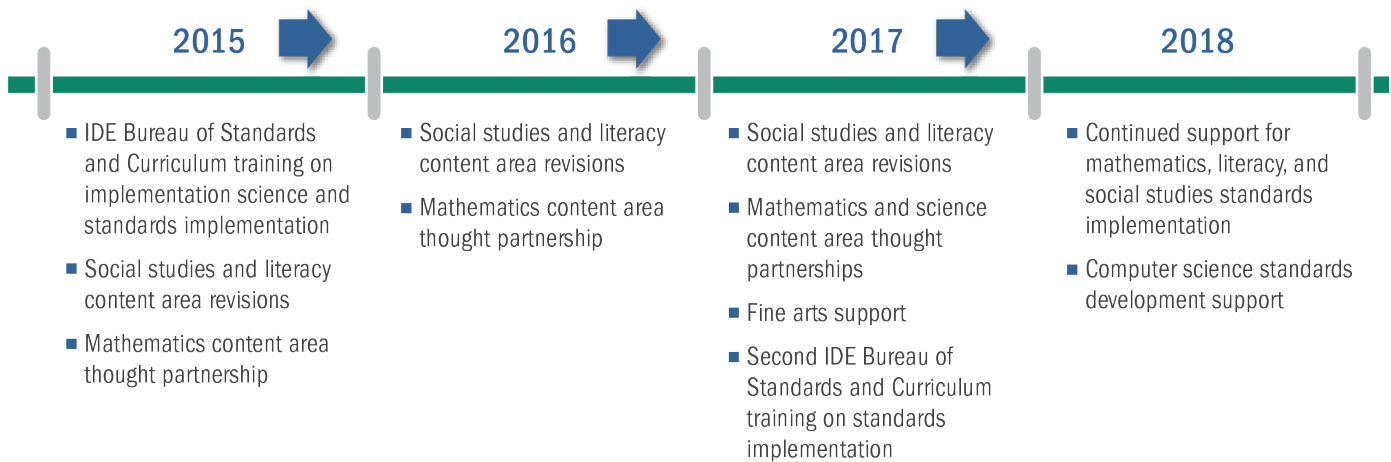 2015
2016
2017
2018
■ IDE Bureau of Standards
and Curriculum training on
implementation science and
standards implementation
■ Social studies and literacy
content area revisions
■ Mathematics content area
thought partnership
■ Social studies and literacy
content area revisions
■ Mathematics content area
thought partnership
■ Social studies and literacy
content area revisions
■ Mathematics and science
content area thought
partnerships
■ Fine arts support
■ Second IDE Bureau of
Standards and Curriculum
training on standards
implementation
■ Continued support for
mathematics, literacy, and
social studies standards
implementation
■ Computer science standards
development support